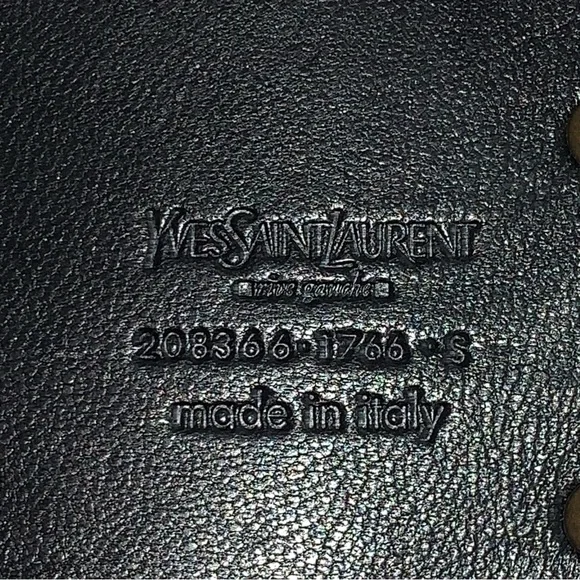 YVESSAINTLAURENT
rive gauche
208366·1766·S
made in italy